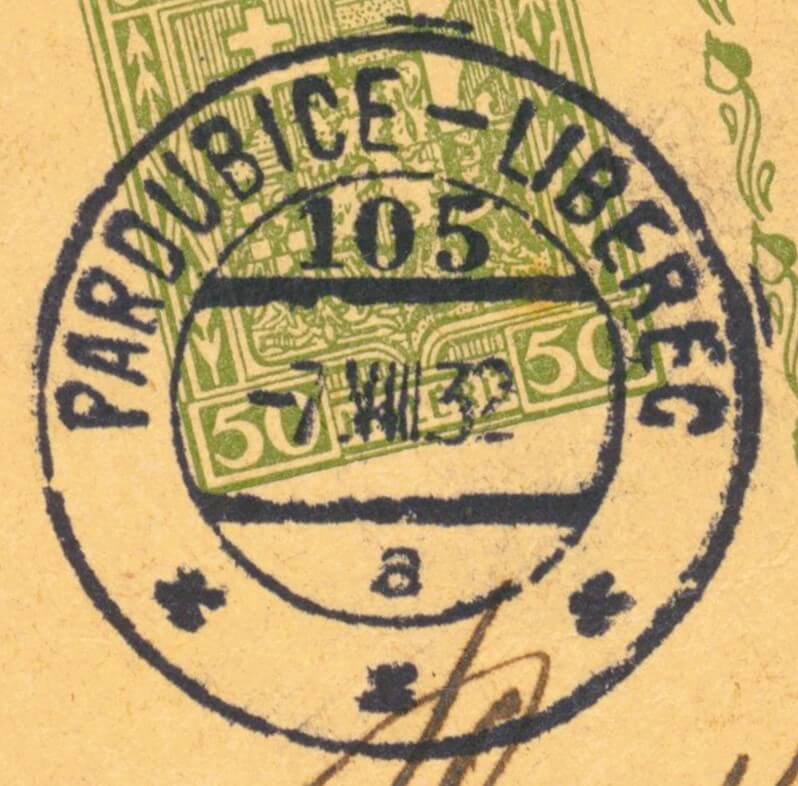 PARDUBICE – LIBEREC
105
-7.VIII.32
a
50 50